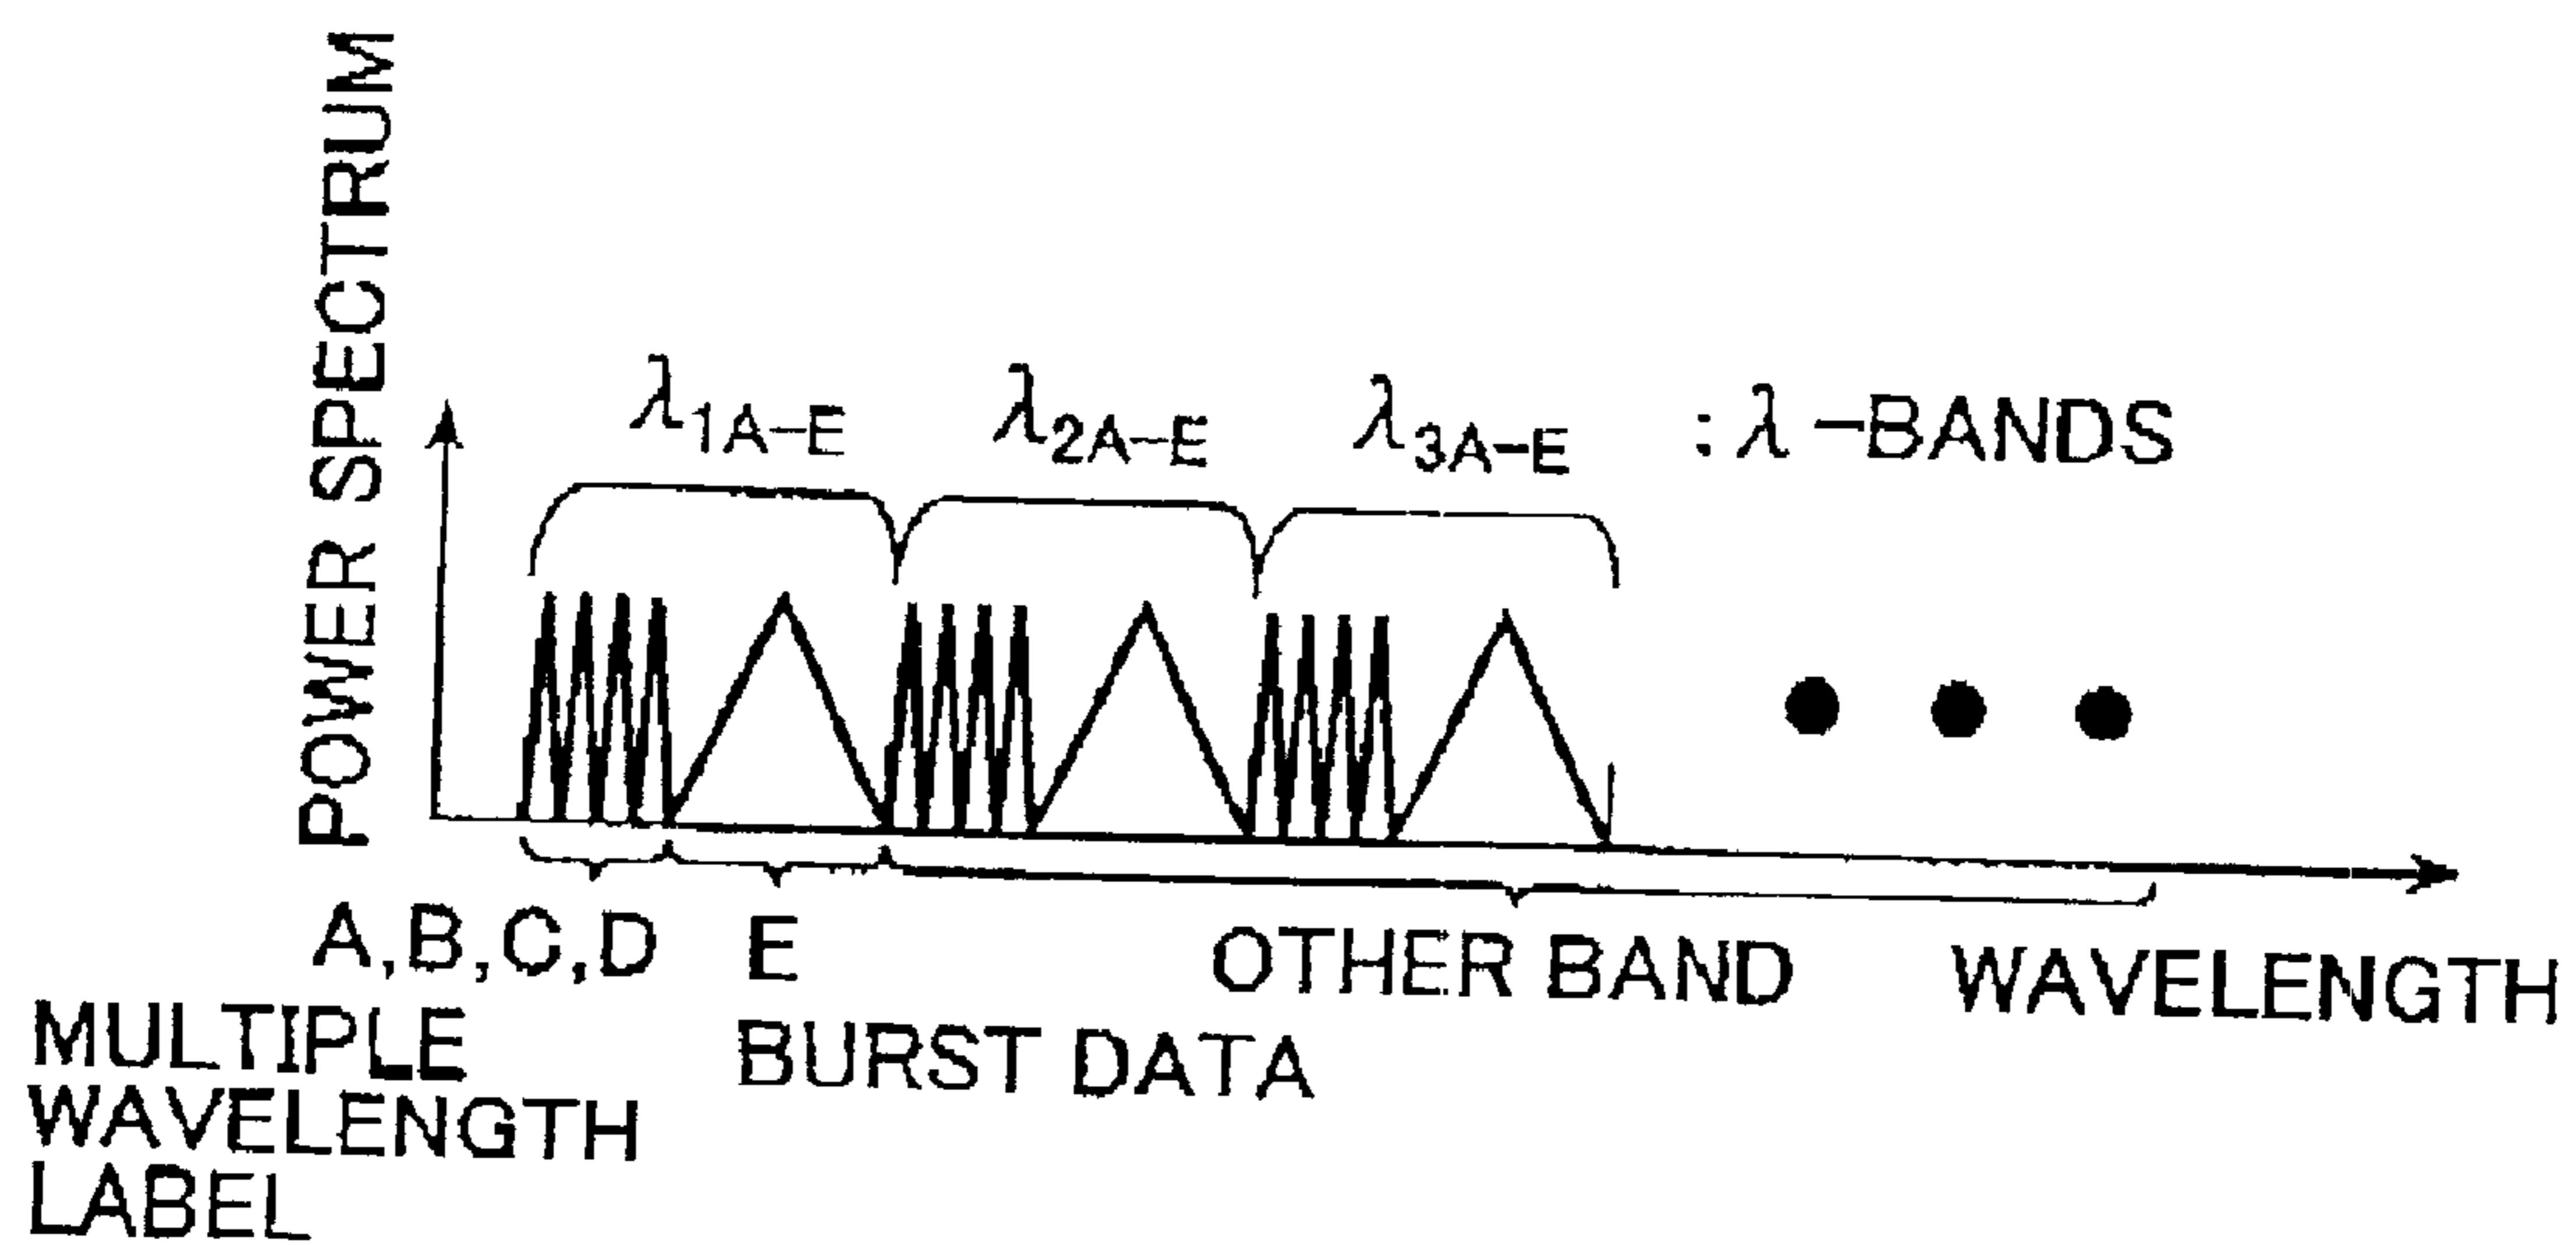 POWER SPECTRUM
λ1A-E λ2A-E λ3A-E : λ-BANDS
A,B,C,D E OTHER BAND WAVELENGTH
MULTIPLE BURST DATA
WAVELENGTH
LABEL